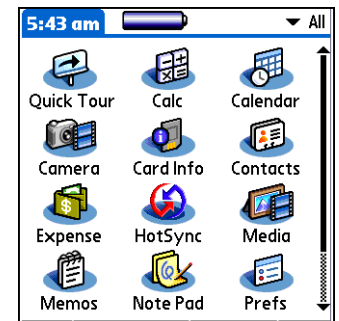 5:43 am All
Quick Tour Calc Calendar
Camera Card Info Contacts
Expense HotSync Media
Memos Note Pad Prefs